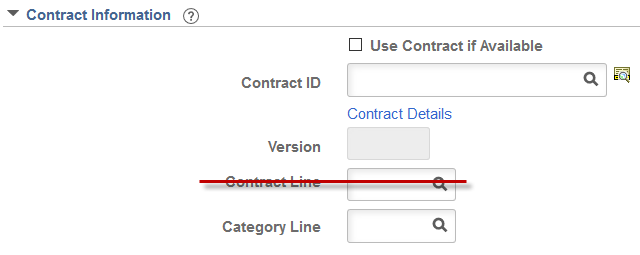 Contract Information ?
Use Contract if Available
Contract ID
Contract Details
Version
Contract Line
Category Line